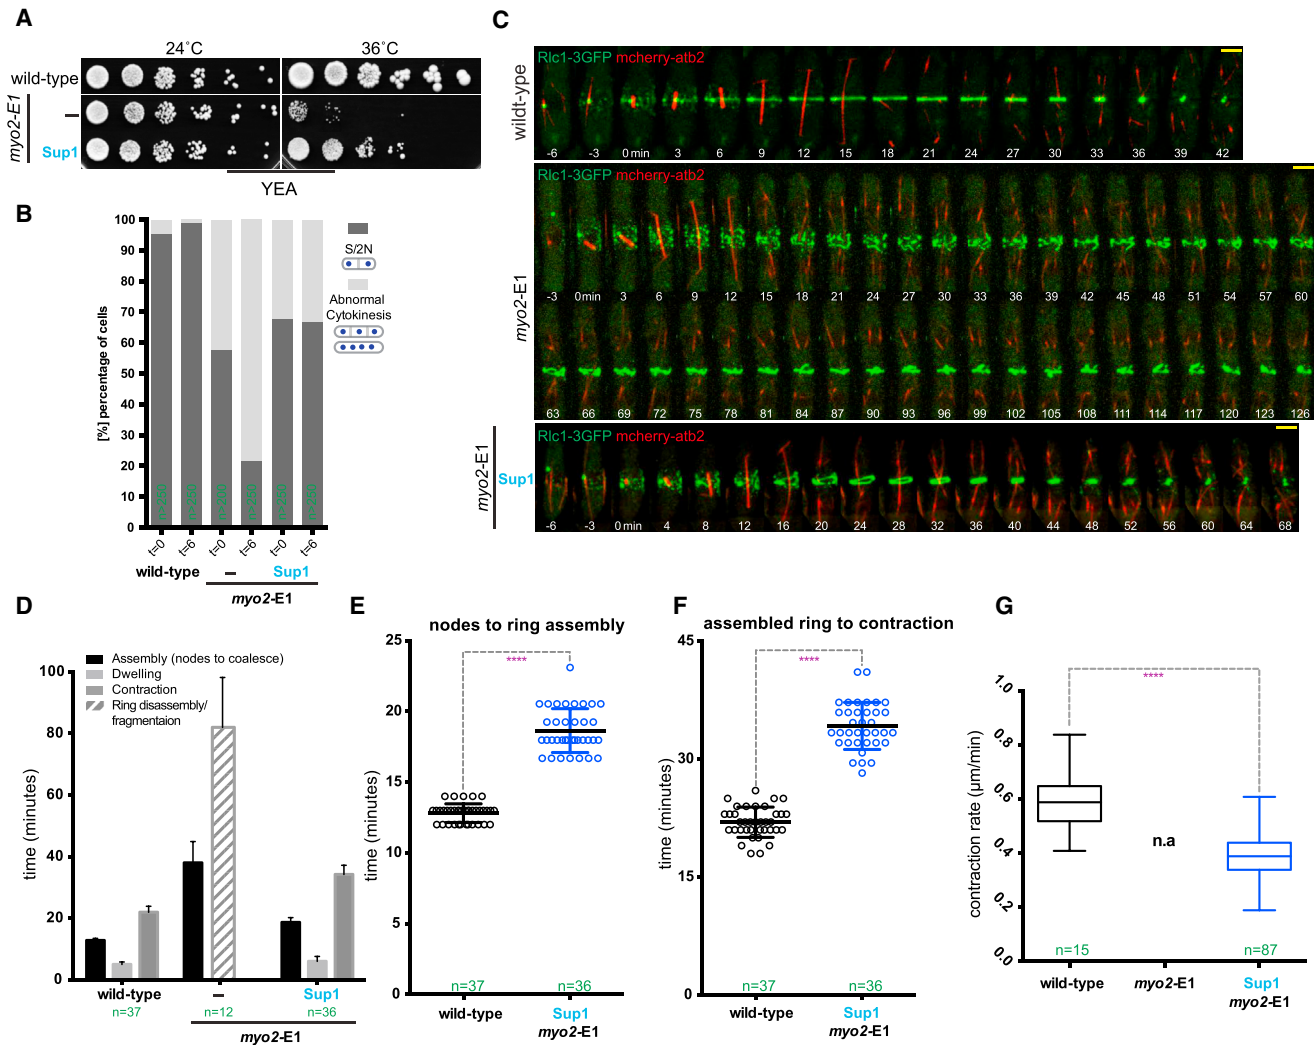 A
24°C 36°C
wild-type
myo2-E1
—
Sup1
YEA
B
[%] percentage of cells
100
90
80
70
60
50
40
30
20
10
0
n>250 n>250 n>200 n>250 n>250 n>250
t=0 t=6 t=0 t=6 t=0 t=6
wild-type – Sup1
myo2-E1
S/2N
Abnormal
Cytokinesis
C
wildt-ype
Rlc1-3GFP mcherry-atb2
-6 -3 0 min 3 6 9 12 15 18 21 24 27 30 33 36 39 42
myo2-E1
Rlc1-3GFP mcherry-atb2
-3 0min 3 6 9 12 15 18 21 24 27 30 33 36 39 42 45 48 51 54 57 60
63 66 69 72 75 78 81 84 87 90 93 96 99 102 105 108 111 114 117 120 123 126
myo2-E1
Sup1
Rlc1-3GFP mcherry-atb2
-6 -3 0 min 4 8 12 16 20 24 28 32 36 40 44 48 52 56 60 64 68
D
Assembly (nodes to coalesce)
Dwelling
Contraction
Ring disassembly/
fragmentaion
time (minutes)
100
80
60
40
20
0
wild-type – Sup1
n=37 n=12 n=36
myo2-E1
E
nodes to ring assembly
****
time (minutes)
25
20
15
10
5
0
n=37 n=36
wild-type Sup1
myo2-E1
F
assembled ring to contraction
****
time (minutes)
45
33
15
0
n=37 n=36
wild-type Sup1
myo2-E1
G
****
contraction rate (µm/min)
1.0
0.8
0.6
0.4
0.2
0.0
n.a
n=15 n=87
wild-type myo2-E1 Sup1
myo2-E1